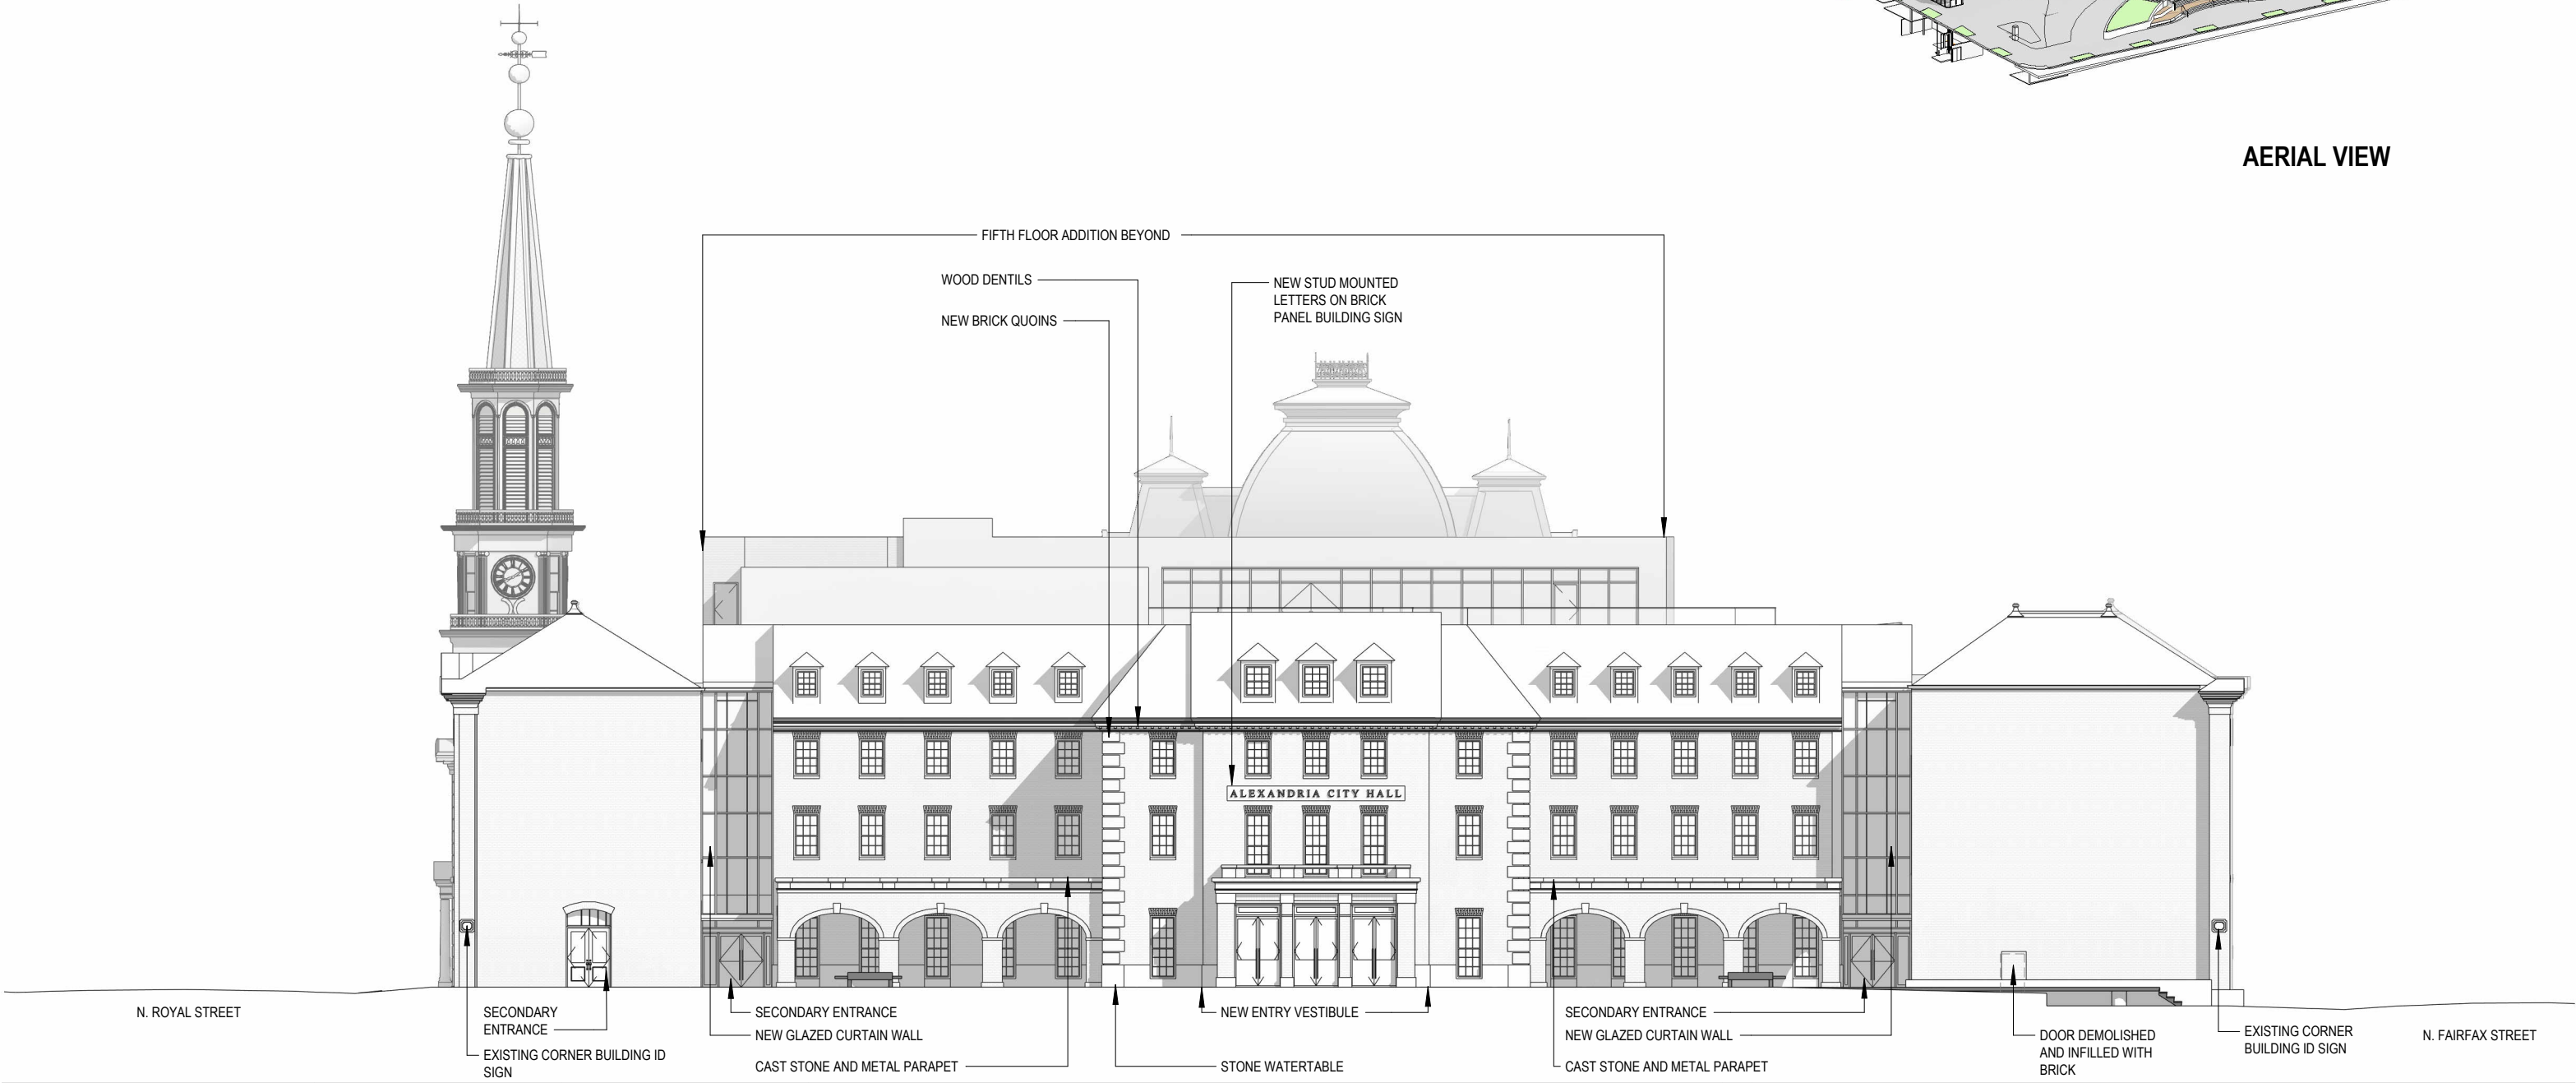 AERIAL VIEW
FIFTH FLOOR ADDITION BEYOND
WOOD DENTILS
NEW BRICK QUOINS
NEW STUD MOUNTED
LETTERS ON BRICK
PANEL BUILDING SIGN
ALEXANDRIA CITY HALL
N. ROYAL STREET
SECONDARY
ENTRANCE
EXISTING CORNER BUILDING ID
SIGN
SECONDARY ENTRANCE
NEW GLAZED CURTAIN WALL
CAST STONE AND METAL PARAPET
NEW ENTRY VESTIBULE
STONE WATERTABLE
SECONDARY ENTRANCE
NEW GLAZED CURTAIN WALL
CAST STONE AND METAL PARAPET
DOOR DEMOLISHED
AND INFILLED WITH
BRICK
EXISTING CORNER
BUILDING ID SIGN
N. FAIRFAX STREET